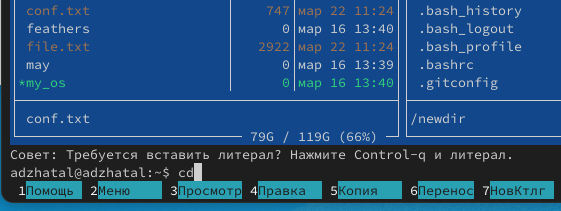 conf.txt 747 мар 22 11:24 .bash_history
feathers 0 мар 16 13:40 .bash_logout
file.txt 2922 мар 22 11:24 .bash_profile
may 0 мар 16 13:39 .bashrc
*my_os 0 мар 16 13:40 .gitconfig
conf.txt /newdir
79G / 119G (66%)
Совет: Требуется вставить литерал? Нажмите Control-q и литерал.
adzhatal@adzhatal:~$ cd
1Помощь 2Меню 3Просмотр 4Правка 5Копия 6Перенос 7НовКтлг